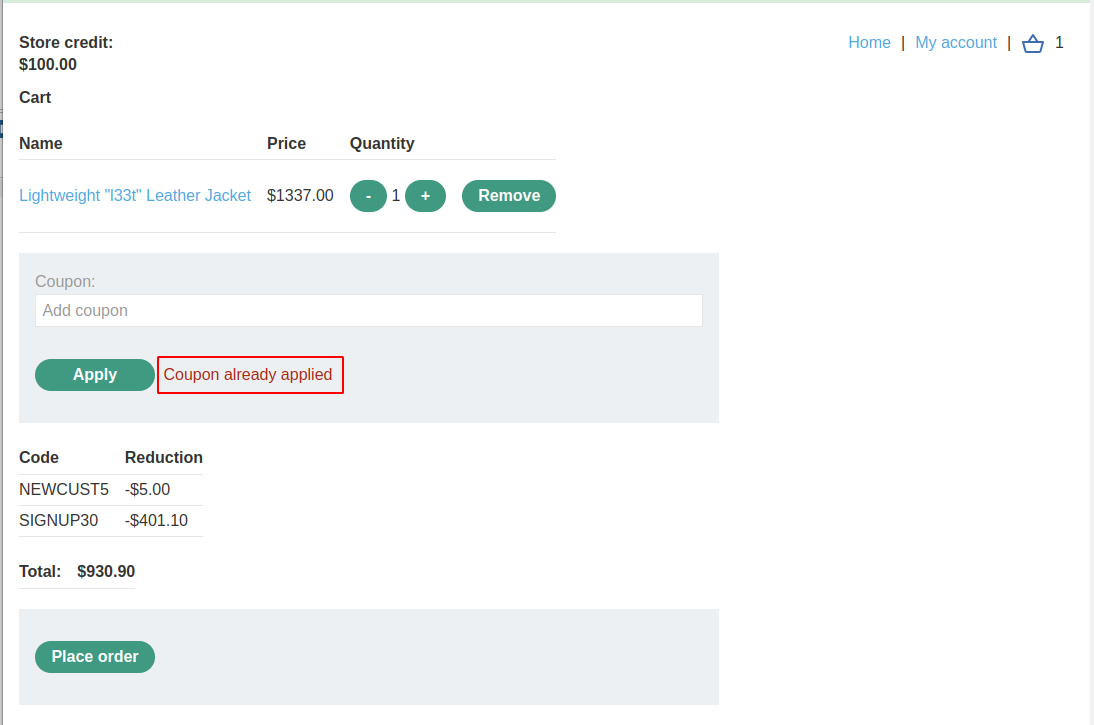 Store credit:
$100.00
Home | My account | 1
Cart
Name Price Quantity
Lightweight "l33t" Leather Jacket $1337.00 - 1 + Remove
Coupon:
Add coupon
Apply Coupon already applied
Code Reduction
NEWCUST5 -$5.00
SIGNUP30 -$401.10
Total: $930.90
Place order